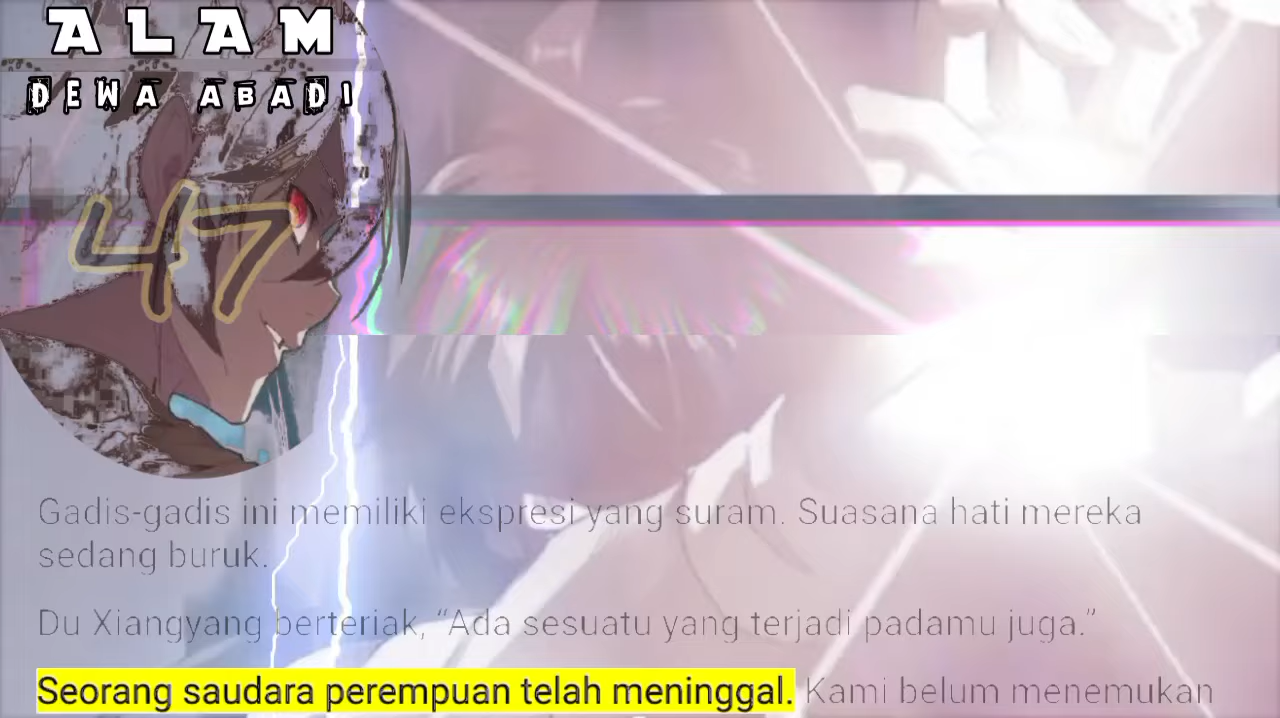 ALAM
DEWA ABADI
47
Gadis-gadis ini memiliki ekspresi yang suram. Suasana hati mereka
sedang buruk.
Du Xiangyang berteriak, “Ada sesuatu yang terjadi padamu juga.”
Seorang saudara perempuan telah meninggal. Kami belum menemukan